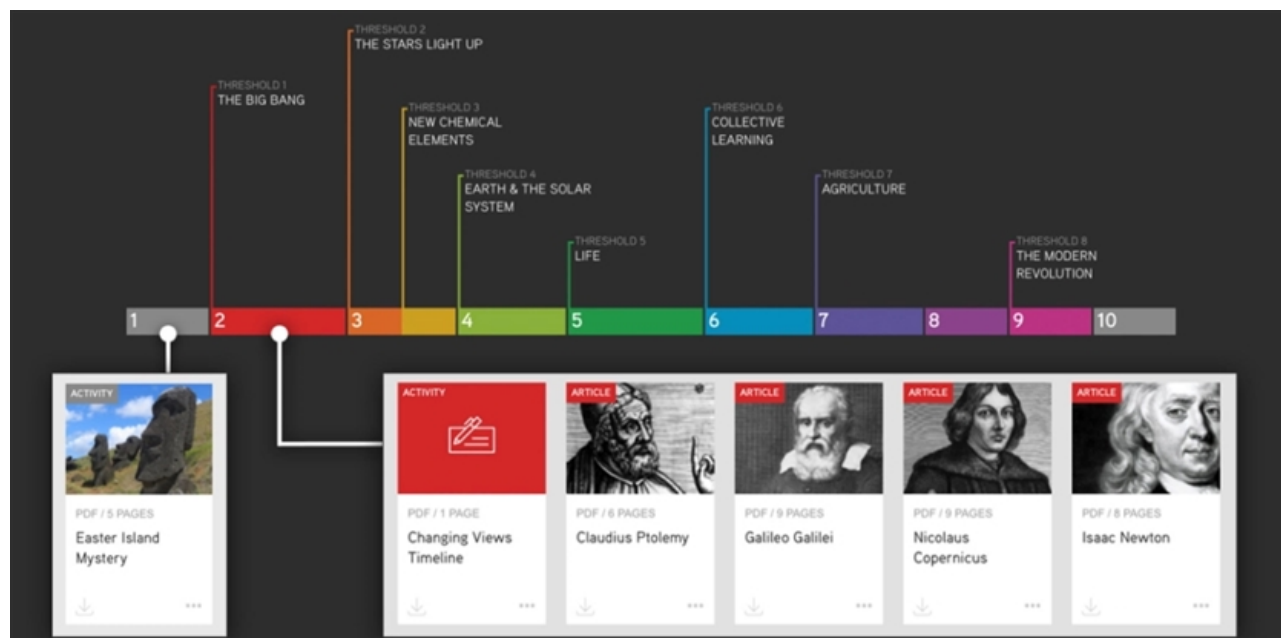 THRESHOLD 2
THE STARS LIGHT UP
THRESHOLD 1
THE BIG BANG
THRESHOLD 3
NEW CHEMICAL
ELEMENTS
THRESHOLD 6
COLLECTIVE
LEARNING
THRESHOLD 4
EARTH & THE SOLAR
SYSTEM
THRESHOLD 7
AGRICULTURE
THRESHOLD 5
LIFE
THRESHOLD 8
THE MODERN
REVOLUTION
1 2 3 4 5 6 7 8 9 10
ACTIVITY
PDF / 5 PAGES
Easter Island
Mystery
ACTIVITY
PDF / 1 PAGE
Changing Views
Timeline
ARTICLE
PDF / 6 PAGES
Claudius Ptolemy
ARTICLE
PDF / 9 PAGES
Galileo Galilei
ARTICLE
PDF / 9 PAGES
Nicolaus
Copernicus
ARTICLE
PDF / 8 PAGES
Isaac Newton